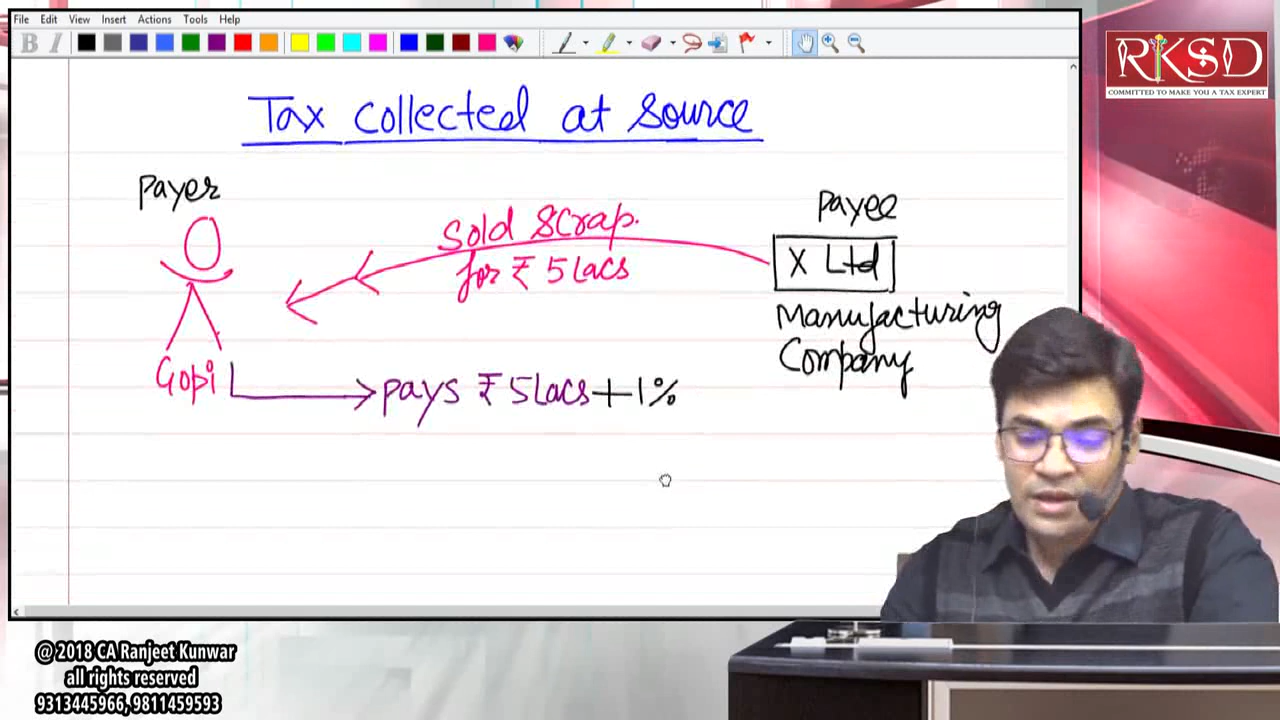 File Edit View Insert Actions Tools Help
B I
RKSD
COMMITTED TO MAKE YOU A TAX EXPERT
Tax collected at source
Payer
Payee
Sold Scrap.
for ₹ 5 lacs
X Ltd
Manufacturing
Company
Gopi
pays ₹ 5 lacs + 1%
@ 2018 CA Ranjeet Kunwar
all rights reserved
9313445966, 9811459593